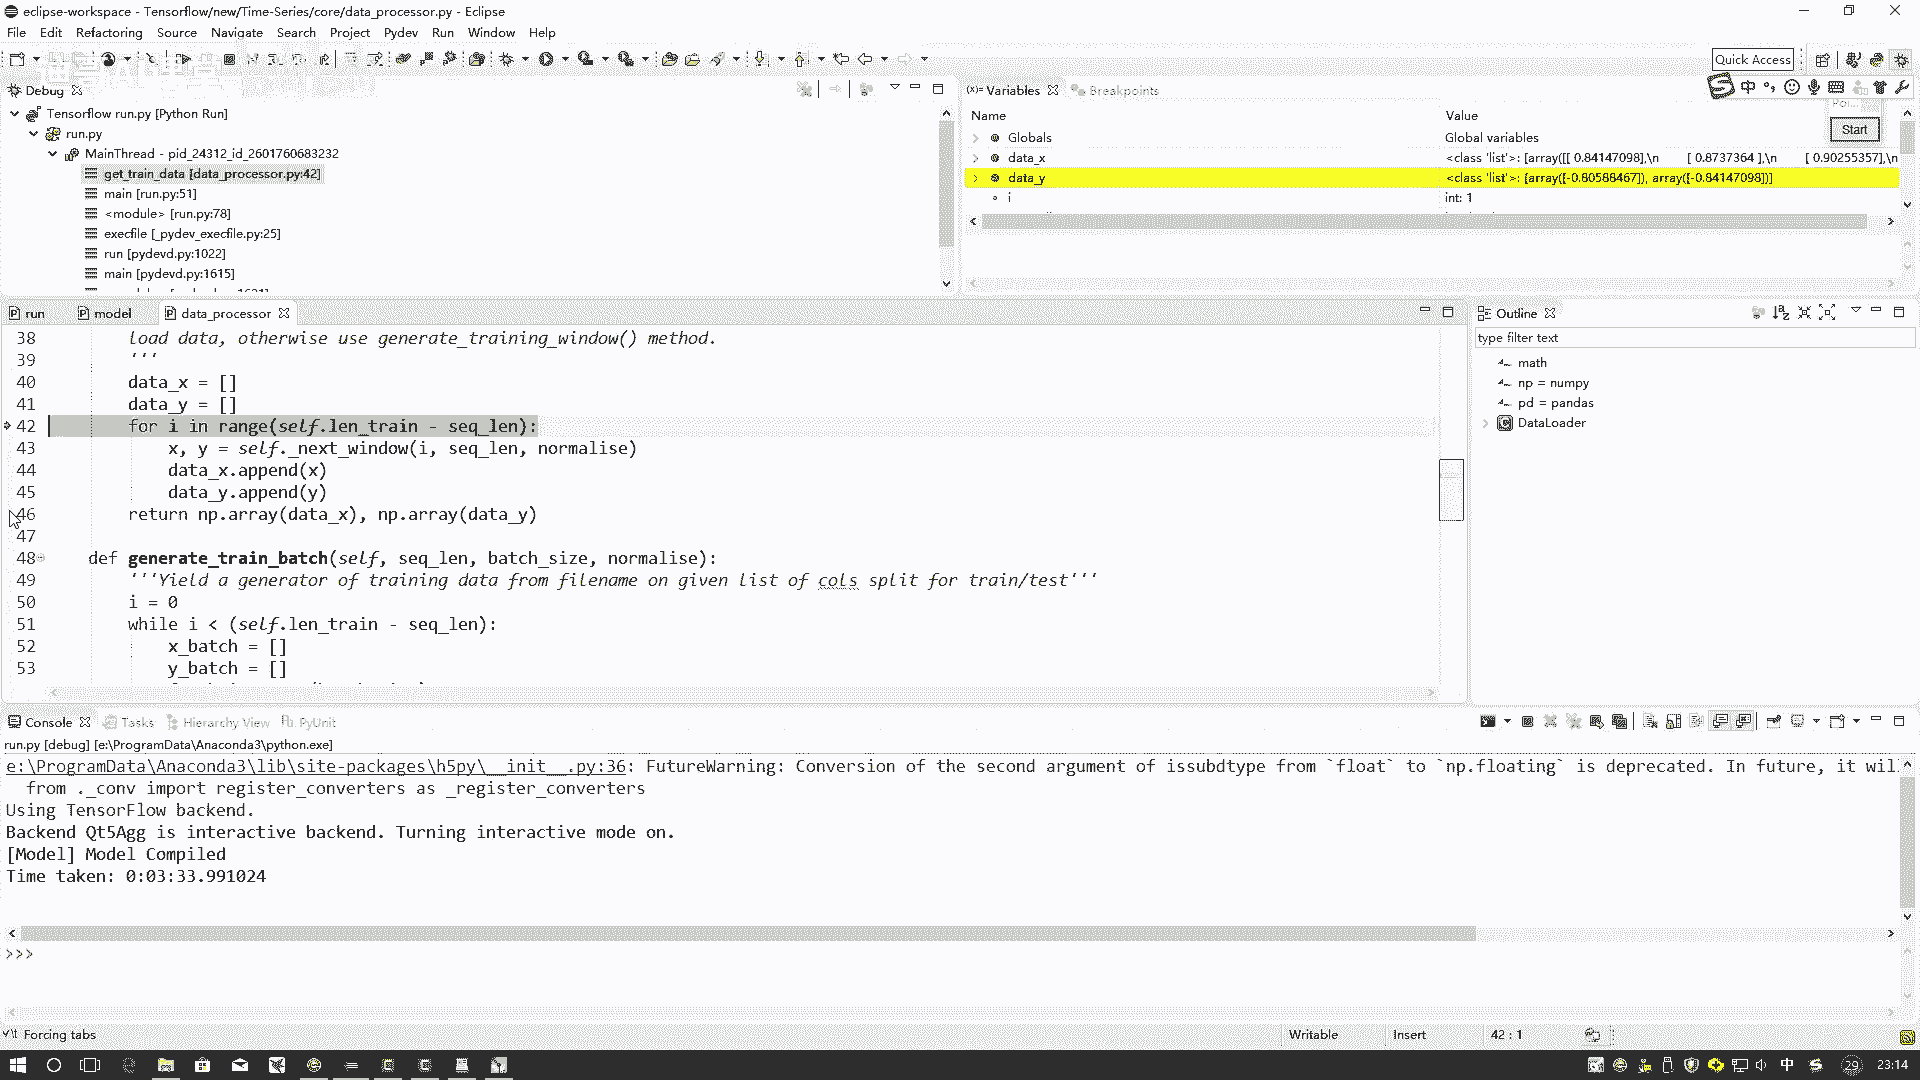 eclipse-workspace - Tensorflow/new/Time-Series/core/data_processor.py - Eclipse
File Edit Refactoring Source Navigate Search Project Pydev Run Window Help
Quick Access
Debug
Tensorflow run.py [Python Run]
run.py
MainThread - pid_24312_id_2601760683232
get_train_data [data_processor.py:42]
main [run.py:51]
<module> [run.py:78]
execfile [_pydev_execfile.py:25]
run [pydevd.py:1022]
main [pydevd.py:1615]
(x)= Variables Breakpoints
中
Name Value
Start
Globals Global variables
data_x <class 'list'>: [array([[ 0.84147098],\n [ 0.8737364 ],\n [ 0.90255357],\n
data_y <class 'list'>: [array([-0.80588467]), array([-0.84147098])]
i int: 1
run model data_processor
38 load data, otherwise use generate_training_window() method.
39 '''
40 data_x = []
41 data_y = []
42 for i in range(self.len_train - seq_len):
43 x, y = self._next_window(i, seq_len, normalise)
44 data_x.append(x)
45 data_y.append(y)
46 return np.array(data_x), np.array(data_y)
47
48 def generate_train_batch(self, seq_len, batch_size, normalise):
49 '''Yield a generator of training data from filename on given list of cols split for train/test'''
50 i = 0
51 while i < (self.len_train - seq_len):
52 x_batch = []
53 y_batch = []
Outline
type filter text
math
np = numpy
pd = pandas
DataLoader
Console Tasks Hierarchy View PyUnit
run.py [debug] [e:\ProgramData\Anaconda3\python.exe]
e:\ProgramData\Anaconda3\lib\site-packages\h5py\__init__.py:36: FutureWarning: Conversion of the second argument of issubdtype from `float` to `np.floating` is deprecated. In future, it wil
from ._conv import register_converters as _register_converters
Using TensorFlow backend.
Backend Qt5Agg is interactive backend. Turning interactive mode on.
[Model] Model Compiled
Time taken: 0:03:33.991024
>>>
Forcing tabs Writable Insert 42 : 1
中 29 23:14